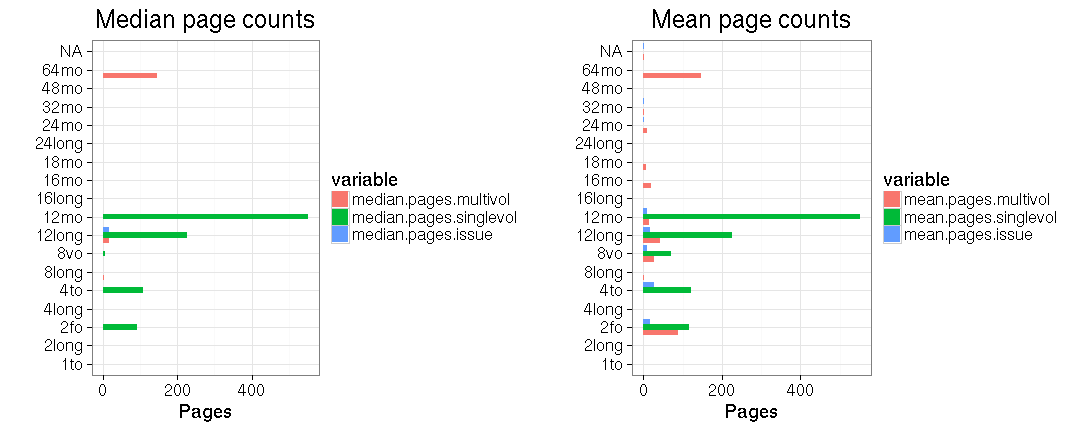 Median page counts
NA
64mo
48mo
32mo
24mo
24long
18mo
16mo
16long
12mo
12long
8vo
8long
4to
4long
2fo
2long
1to
0 200 400
Pages
variable
median.pages.multivol
median.pages.singlevol
median.pages.issue
Mean page counts
NA
64mo
48mo
32mo
24mo
24long
18mo
16mo
16long
12mo
12long
8vo
8long
4to
4long
2fo
2long
1to
0 200 400
Pages
variable
mean.pages.multivol
mean.pages.singlevol
mean.pages.issue